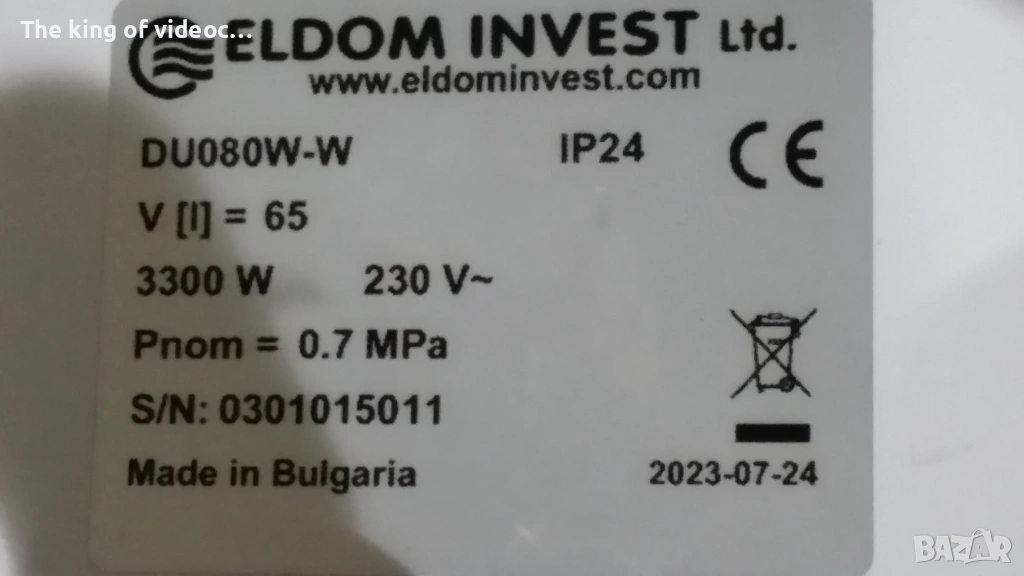 The king of videoc...
ELDOM INVEST Ltd.
www.eldominvest.com
DU080W-W IP24 CE
V [l] = 65
3300 W 230 V~
Pnom = 0.7 MPa
S/N: 0301015011
Made in Bulgaria 2023-07-24
BAZAR